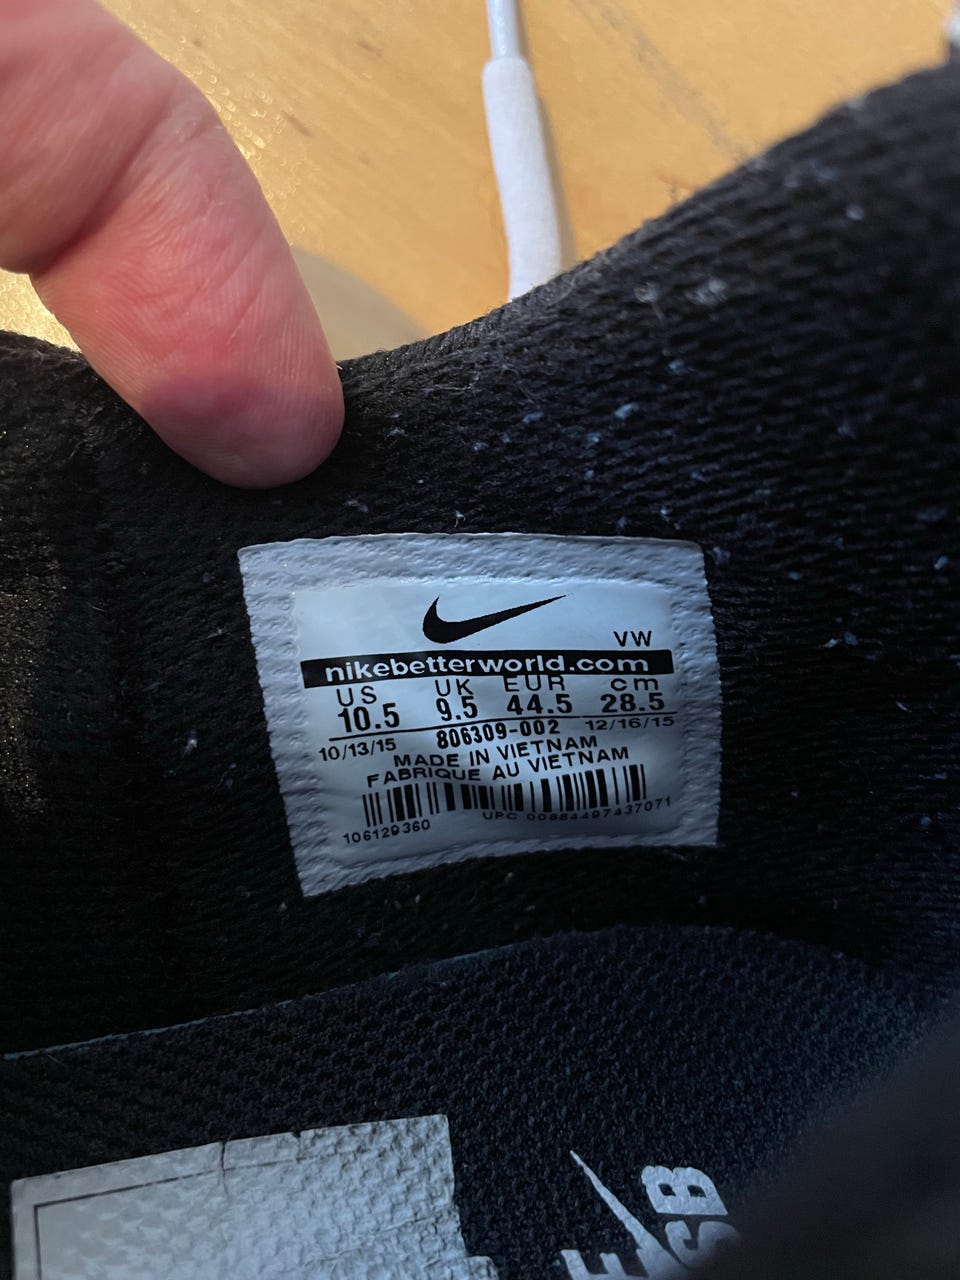 VW
nikebetterworld.com
US UK EUR cm
10.5 9.5 44.5 28.5
10/13/15 806309-002 12/16/15
MADE IN VIETNAM
FABRIQUE AU VIETNAM
106129360 UPC 00884497437071
SB